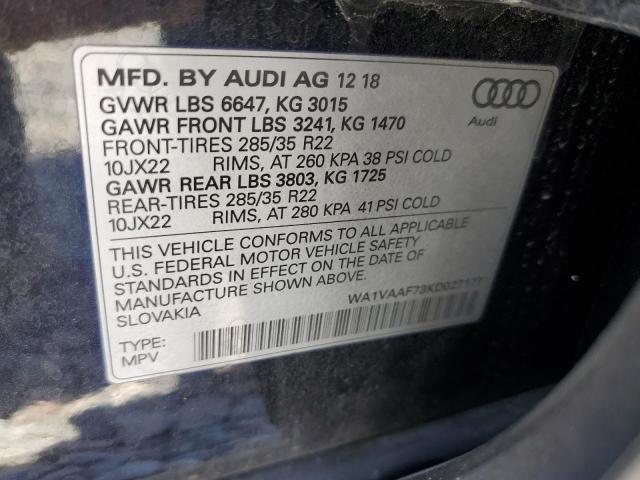 MFD. BY AUDI AG 12 18
GVWR LBS 6647, KG 3015
GAWR FRONT LBS 3241, KG 1470
FRONT-TIRES 285/35 R22
10JX22 RIMS, AT 260 KPA 38 PSI COLD
GAWR REAR LBS 3803, KG 1725
REAR-TIRES 285/35 R22
10JX22 RIMS, AT 280 KPA 41 PSI COLD
Audi
THIS VEHICLE CONFORMS TO ALL APPLICABLE
U.S. FEDERAL MOTOR VEHICLE SAFETY
STANDARDS IN EFFECT ON THE DATE OF
MANUFACTURE SHOWN ABOVE.
SLOVAKIA
WA1VAAF73KD027177
TYPE:
MPV